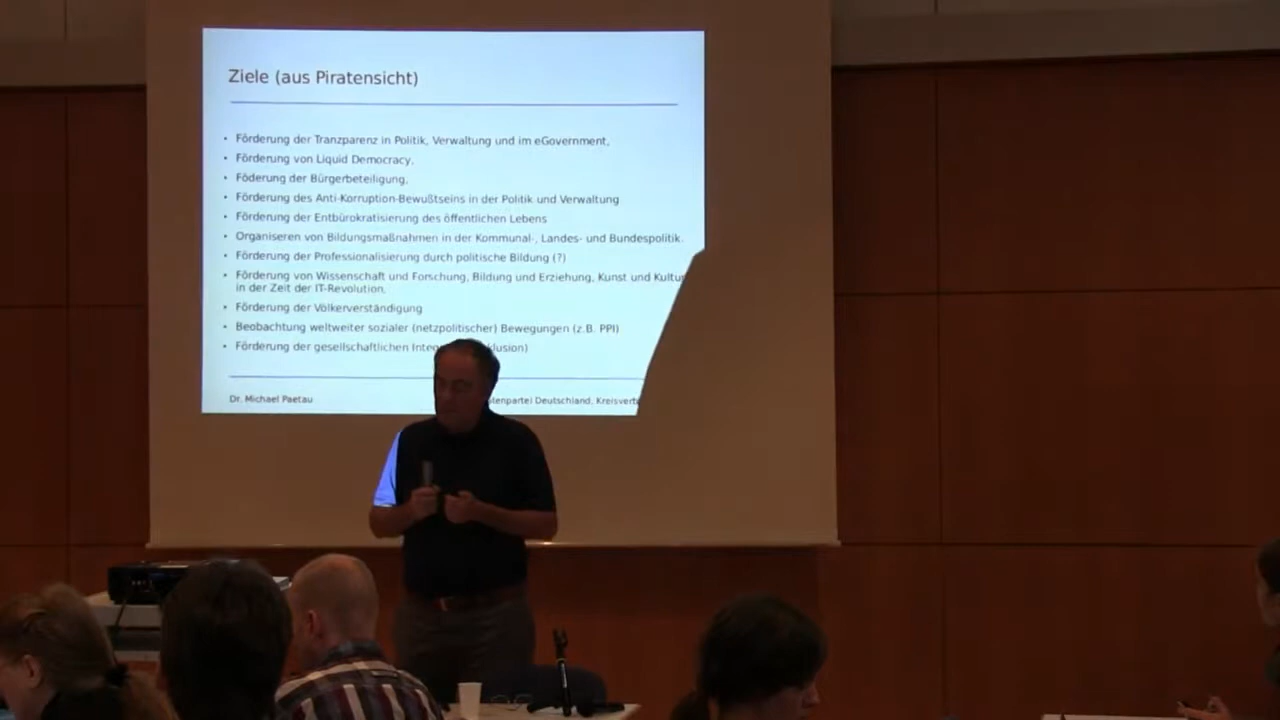 Ziele (aus Piratensicht)
• Förderung der Tranzparenz in Politik, Verwaltung und im eGovernment,
• Förderung von Liquid Democracy,
• Föderung der Bürgerbeteiligung,
• Förderung des Anti-Korruption-Bewußtseins in der Politik und Verwaltung
• Förderung der Entbürokratisierung des öffentlichen Lebens
• Organiseren von Bildungsmaßnahmen in der Kommunal-, Landes- und Bundespolitik.
• Förderung der Professionalisierung durch politische Bildung (?)
• Förderung von Wissenschaft und Forschung, Bildung und Erziehung, Kunst und Kultur
in der Zeit der IT-Revolution,
• Förderung der Völkerverständigung
• Beobachtung weltweiter sozialer (netzpolitischer) Bewegungen (z.B. PPI)
• Förderung der gesellschaftlichen
Dr. Michael Paetau Deutschland,